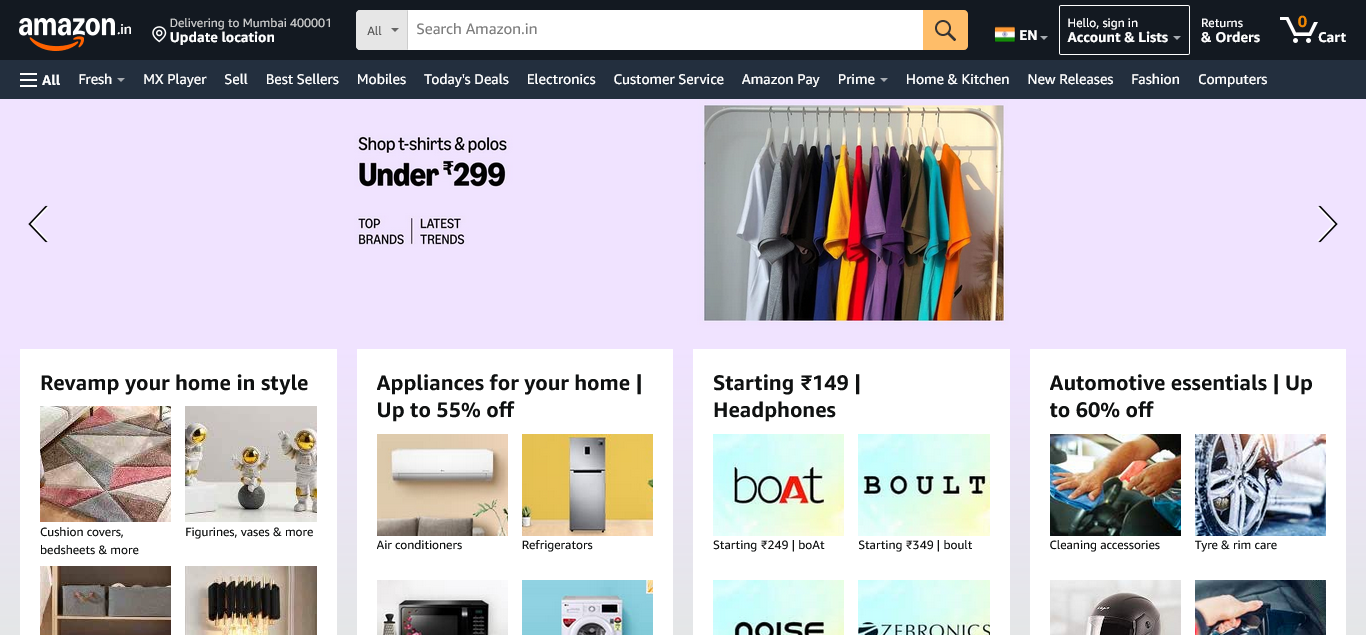 amazon.in
Delivering to Mumbai 400001
Update location
All
Search Amazon.in
EN
Hello, sign in
Account & Lists
Returns
& Orders
0
Cart
All
Fresh
MX Player
Sell
Best Sellers
Mobiles
Today's Deals
Electronics
Customer Service
Amazon Pay
Prime
Home & Kitchen
New Releases
Fashion
Computers
Shop t-shirts & polos
Under ₹299
TOP
BRANDS
LATEST
TRENDS
Revamp your home in style
Cushion covers,
bedsheets & more
Figurines, vases & more
Appliances for your home |
Up to 55% off
Air conditioners
Refrigerators
Starting ₹149 |
Headphones
boAt
BOULT
Starting ₹249 | boAt
Starting ₹349 | boult
noise
ZEBRONICS
Automotive essentials | Up
to 60% off
Cleaning accessories
Tyre & rim care